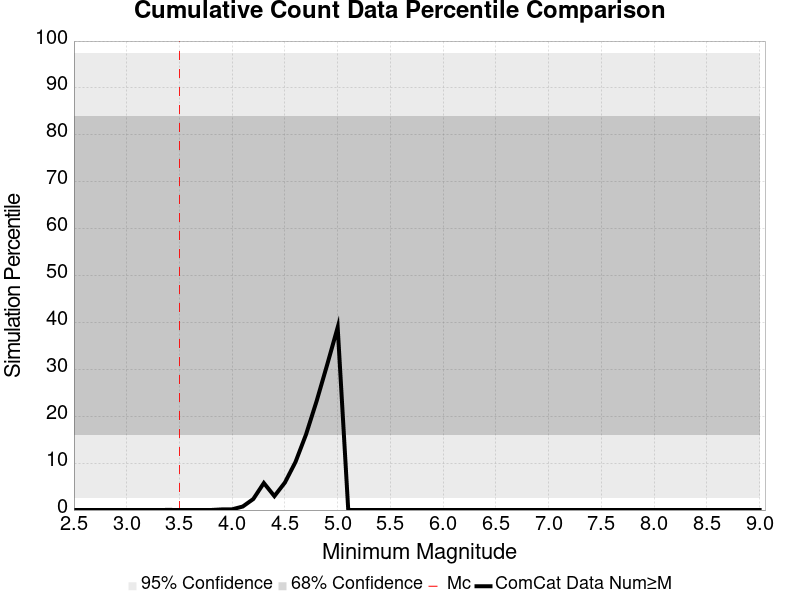 Cumulative Count Data Percentile Comparison
Simulation Percentile
100
90
80
70
60
50
40
30
20
10
0
2.5 3.0 3.5 4.0 4.5 5.0 5.5 6.0 6.5 7.0 7.5 8.0 8.5 9.0
Minimum Magnitude
95% Confidence 68% Confidence Mc ComCat Data Num≥M